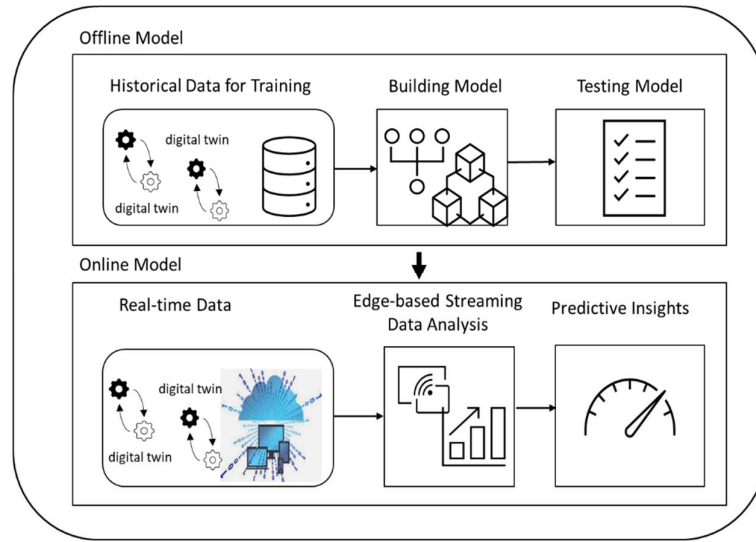 Offline Model
Historical Data for Training
Building Model
Testing Model
digital twin
digital twin
Online Model
Real-time Data
Edge-based Streaming
Data Analysis
Predictive Insights
digital twin
digital twin